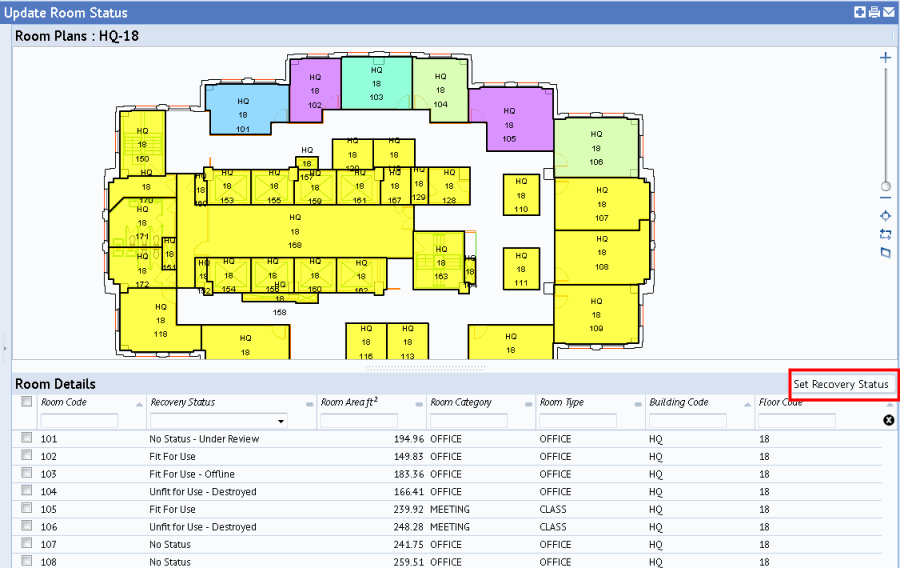 Update Room Status
Room Plans : HQ-18
HQ 18 101
HQ 18 102
HQ 18 103
HQ 18 104
HQ 18 105
HQ 18 106
HQ 18 150
HQ 18 170
HQ 18 171
HQ 18 172
HQ 18 118
HQ 18 153
HQ 18 155
HQ 18 157
HQ 18 159
HQ 18 161
HQ 18 167
HQ 18 129
HQ 18 128
HQ 18
HQ 18
HQ 18 168
HQ 18 154
HQ 18 160
HQ 18 162
HQ 18 158
HQ 18 163
HQ 18 110
HQ 18 111
HQ 18 107
HQ 18 108
HQ 18 109
HQ 18
HQ 18 116
HQ 18 113
HQ 18
Room Details
Set Recovery Status
Room Code Recovery Status Room Area ft² Room Category Room Type Building Code Floor Code
101 No Status - Under Review 194.96 OFFICE OFFICE HQ 18
102 Fit For Use 149.83 OFFICE OFFICE HQ 18
103 Fit For Use - Offline 183.36 OFFICE OFFICE HQ 18
104 Unfit for Use - Destroyed 166.41 OFFICE OFFICE HQ 18
105 Fit For Use 239.92 MEETING CLASS HQ 18
106 Unfit for Use - Destroyed 248.28 MEETING CLASS HQ 18
107 No Status 241.75 OFFICE OFFICE HQ 18
108 No Status 259.51 OFFICE OFFICE HQ 18